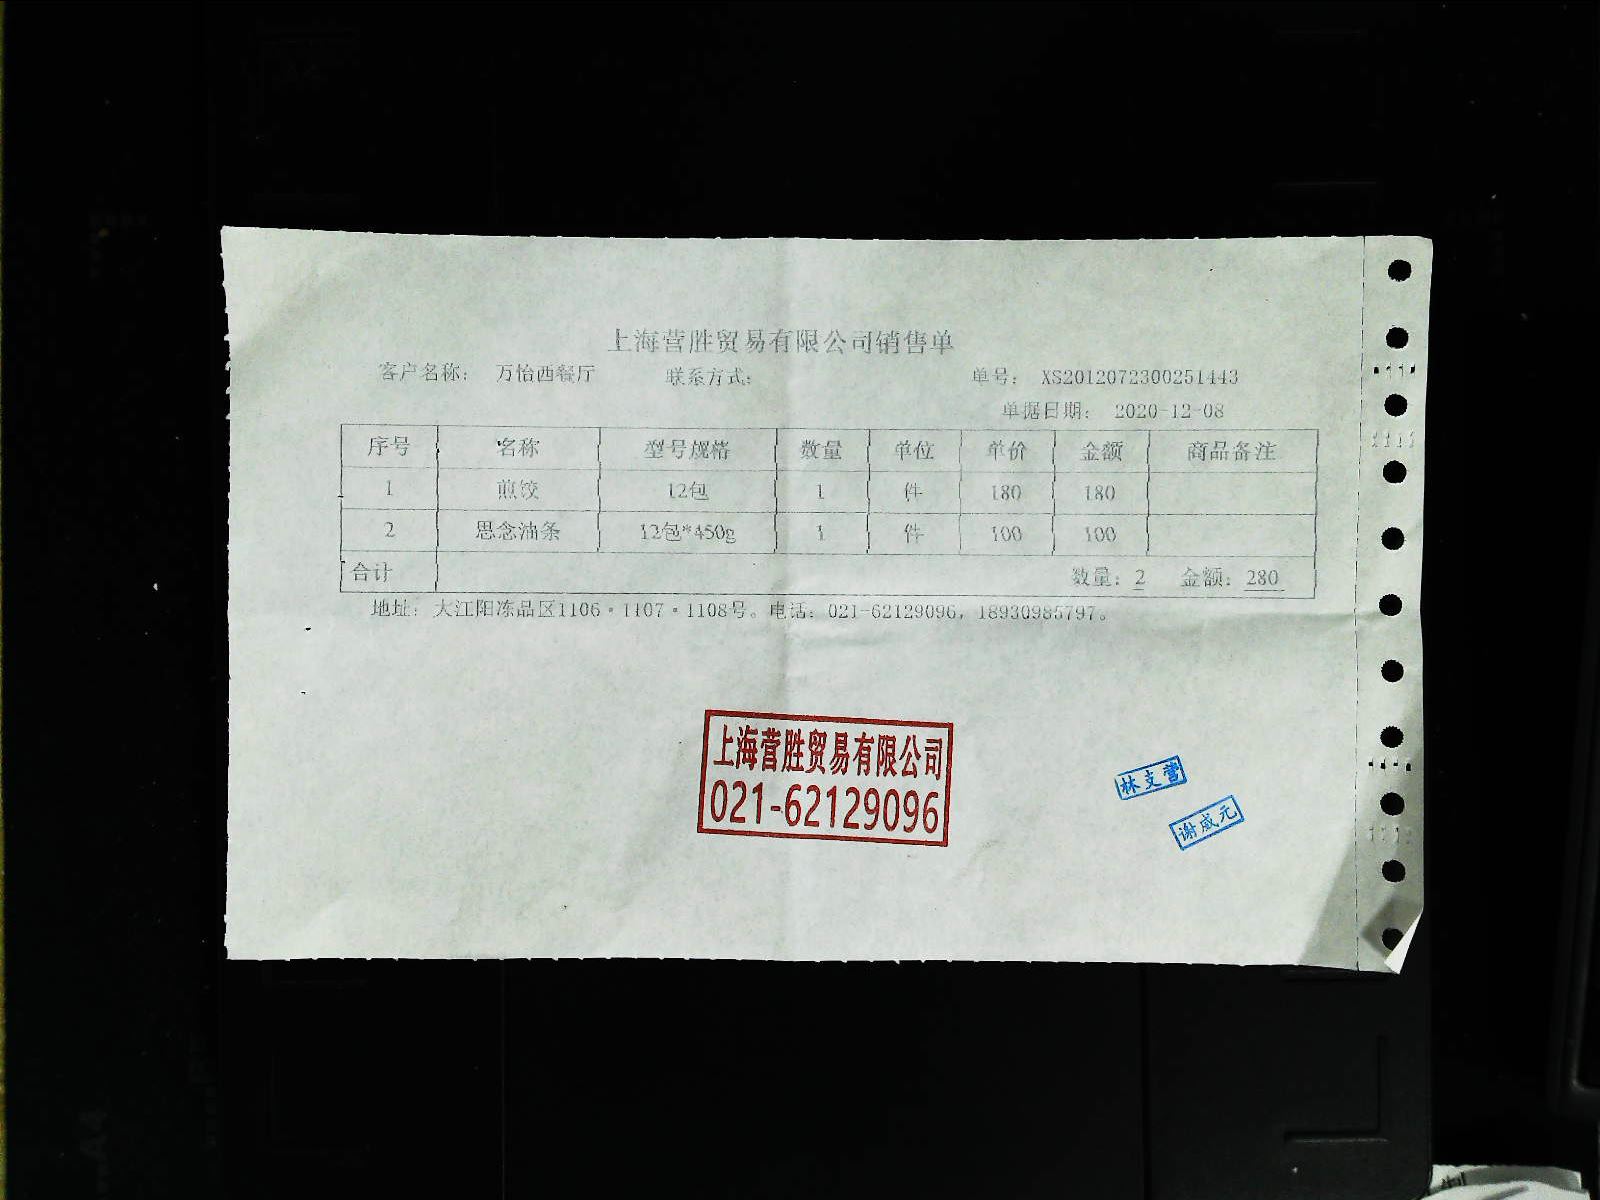 上海营胜贸易有限公司销售单
客户名称： 万怡西餐厅 联系方式： 单号： XS2012072300251443
单据日期： 2020-12-08
序号 名称 型号规格 数量 单位 单价 金额 商品备注
1 煎饺 12包 1 件 180 180
2 思念油条 12包*450g 1 件 100 100
合计 数量：2 金额：280
地址： 大江阳冻品区1106·1107·1108号。电话：021-62129096，18930985797。
上海营胜贸易有限公司
021-62129096
林支营
谢咸元